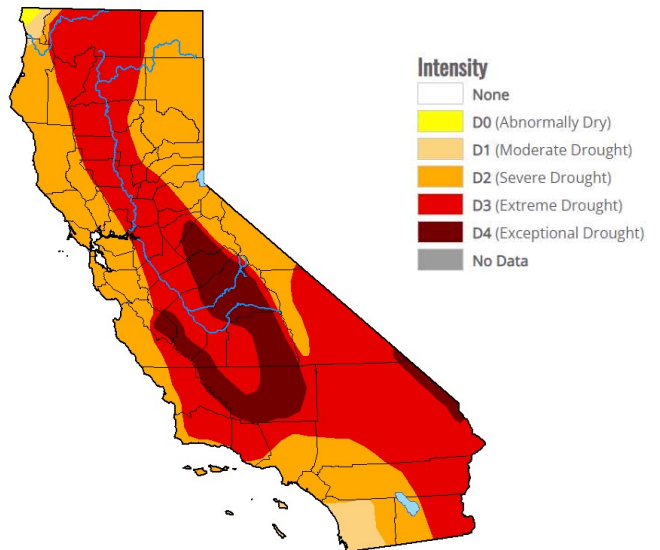 Intensity
None
D0 (Abnormally Dry)
D1 (Moderate Drought)
D2 (Severe Drought)
D3 (Extreme Drought)
D4 (Exceptional Drought)
No Data